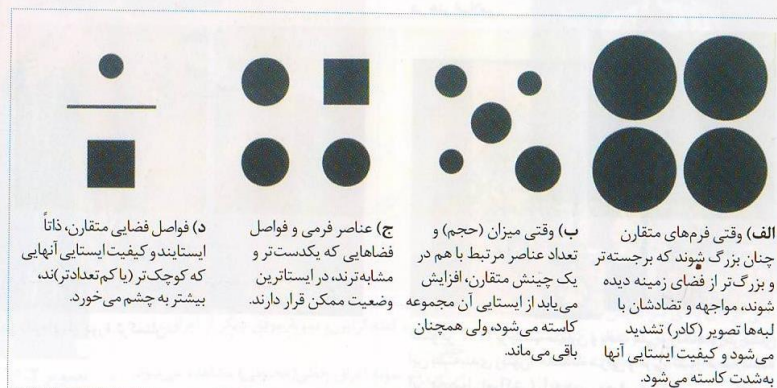 الف) وقتی فرم‌های متقارن
چنان بزرگ شوند که برجسته‌تر
و بزرگ‌تر از فضای زمینه دیده
شوند، مواجهه و تضادشان با
لبه‌ها تصویر (کادر) تشدید
می‌شود و کیفیت ایستایی آنها
به‌شدت کاسته می‌شود.
ب) وقتی میزان (حجم) و
تعداد عناصر مرتبط با هم در
یک چینش متقارن، افزایش
می‌یابد از ایستایی آن مجموعه
کاسته می‌شود، ولی همچنان
باقی می‌ماند.
ج) عناصر فرمی و فواصل
فضاهایی که یکدست‌تر و
مشابه‌ترند، در ایستاترین
وضعیت ممکن قرار دارند.
د) فواصل فضایی متقارن، ذاتاً
ایستایند و کیفیت ایستایی آنهایی
که کوچک‌تر (یا کم‌تعدادتر)ند،
بیشتر به چشم می‌خورد.